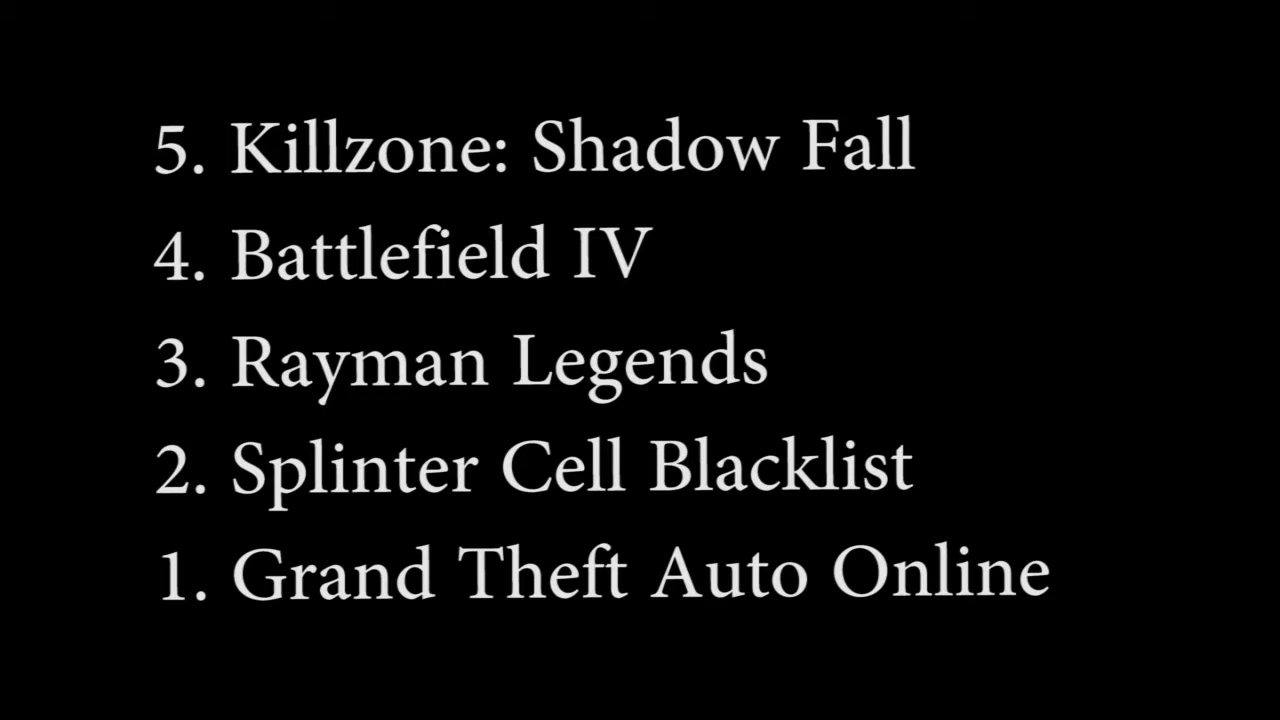 5. Killzone: Shadow Fall
4. Battlefield IV
3. Rayman Legends
2. Splinter Cell Blacklist
1. Grand Theft Auto Online